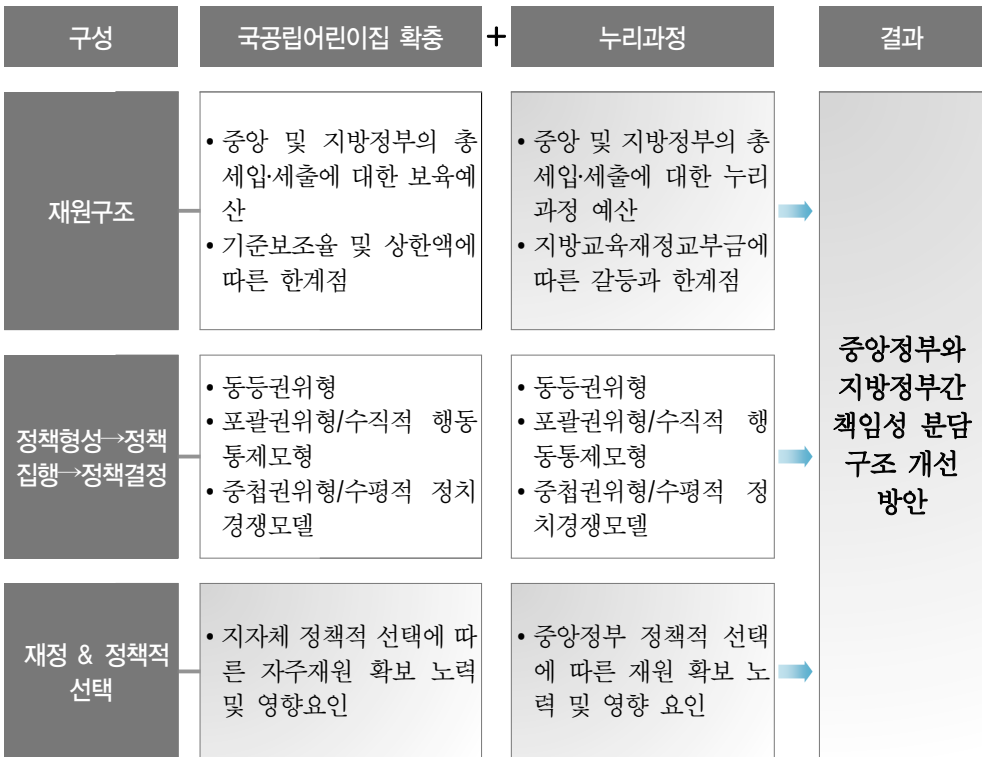 구성
국공립어린이집 확충
+
누리과정
결과
재원구조
• 중앙 및 지방정부의 총
세입·세출에 대한 보육예
산
• 기준보조율 및 상한액에
따른 한계점
• 중앙 및 지방정부의 총
세입·세출에 대한 누리
과정 예산
• 지방교육재정교부금에
따른 갈등과 한계점
정책형성→정책
집행→정책결정
• 동등권위형
• 포괄권위형/수직적 행동
통제모형
• 중첩권위형/수평적 정치
경쟁모델
• 동등권위형
• 포괄권위형/수직적 행
동통제모형
• 중첩권위형/수평적 정
치경쟁모델
재정 & 정책적
선택
• 지자체 정책적 선택에 따
른 자주재원 확보 노력
및 영향요인
• 중앙정부 정책적 선택
에 따른 재원 확보 노
력 및 영향 요인
중앙정부와
지방정부간
책임성 분담
구조 개선
방안